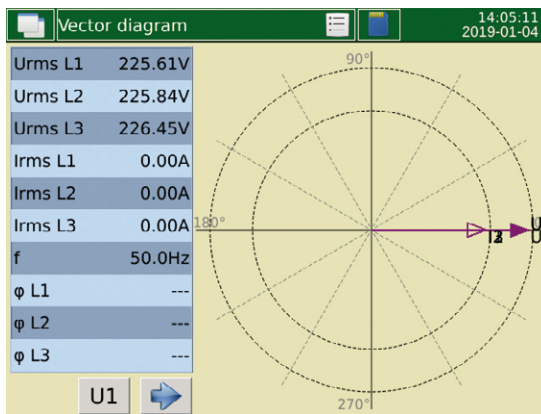 Vector diagram
14:05:11
2019-01-04
Urms L1 225.61V
Urms L2 225.84V
Urms L3 226.45V
Irms L1 0.00A
Irms L2 0.00A
Irms L3 0.00A
f 50.0Hz
φ L1 ---
φ L2 ---
φ L3 ---
U1
90°
180°
270°